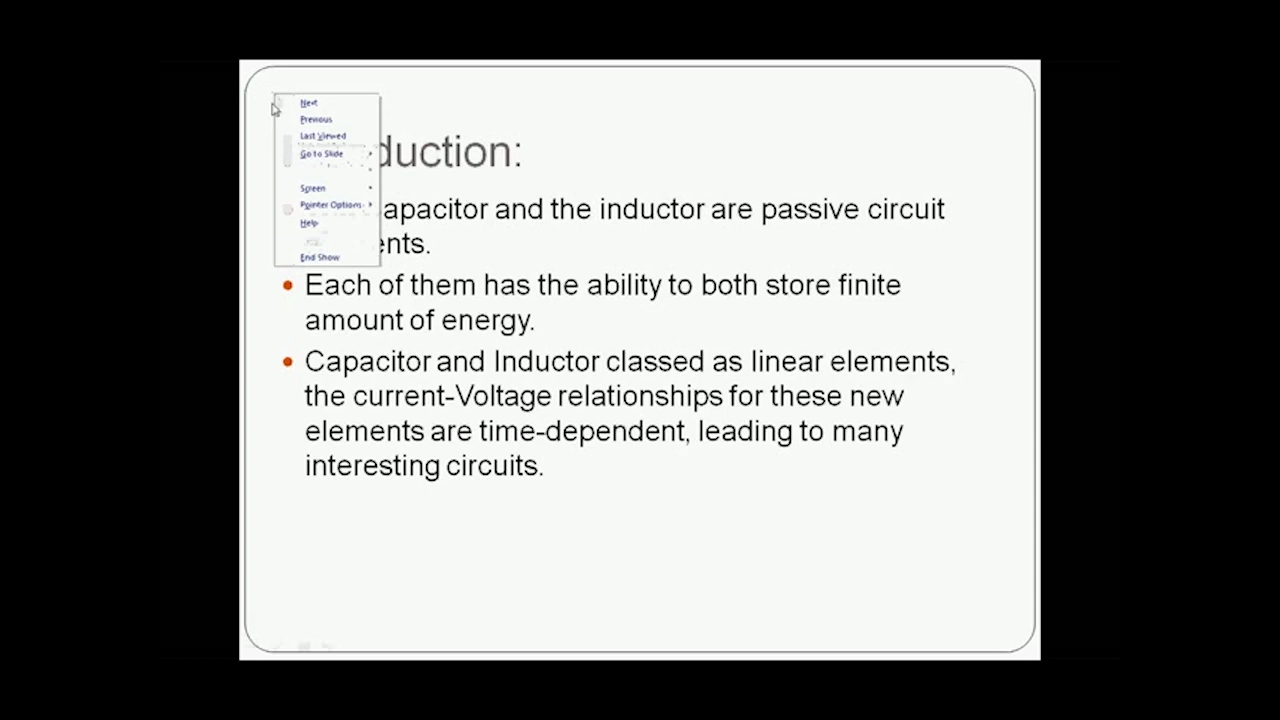 Next
Previous
Last Viewed
Go to Slide
Screen
Pointer Options
Help
End Show
duction:
apacitor and the inductor are passive circuit
ents.
Each of them has the ability to both store finite
amount of energy.
Capacitor and Inductor classed as linear elements,
the current-Voltage relationships for these new
elements are time-dependent, leading to many
interesting circuits.